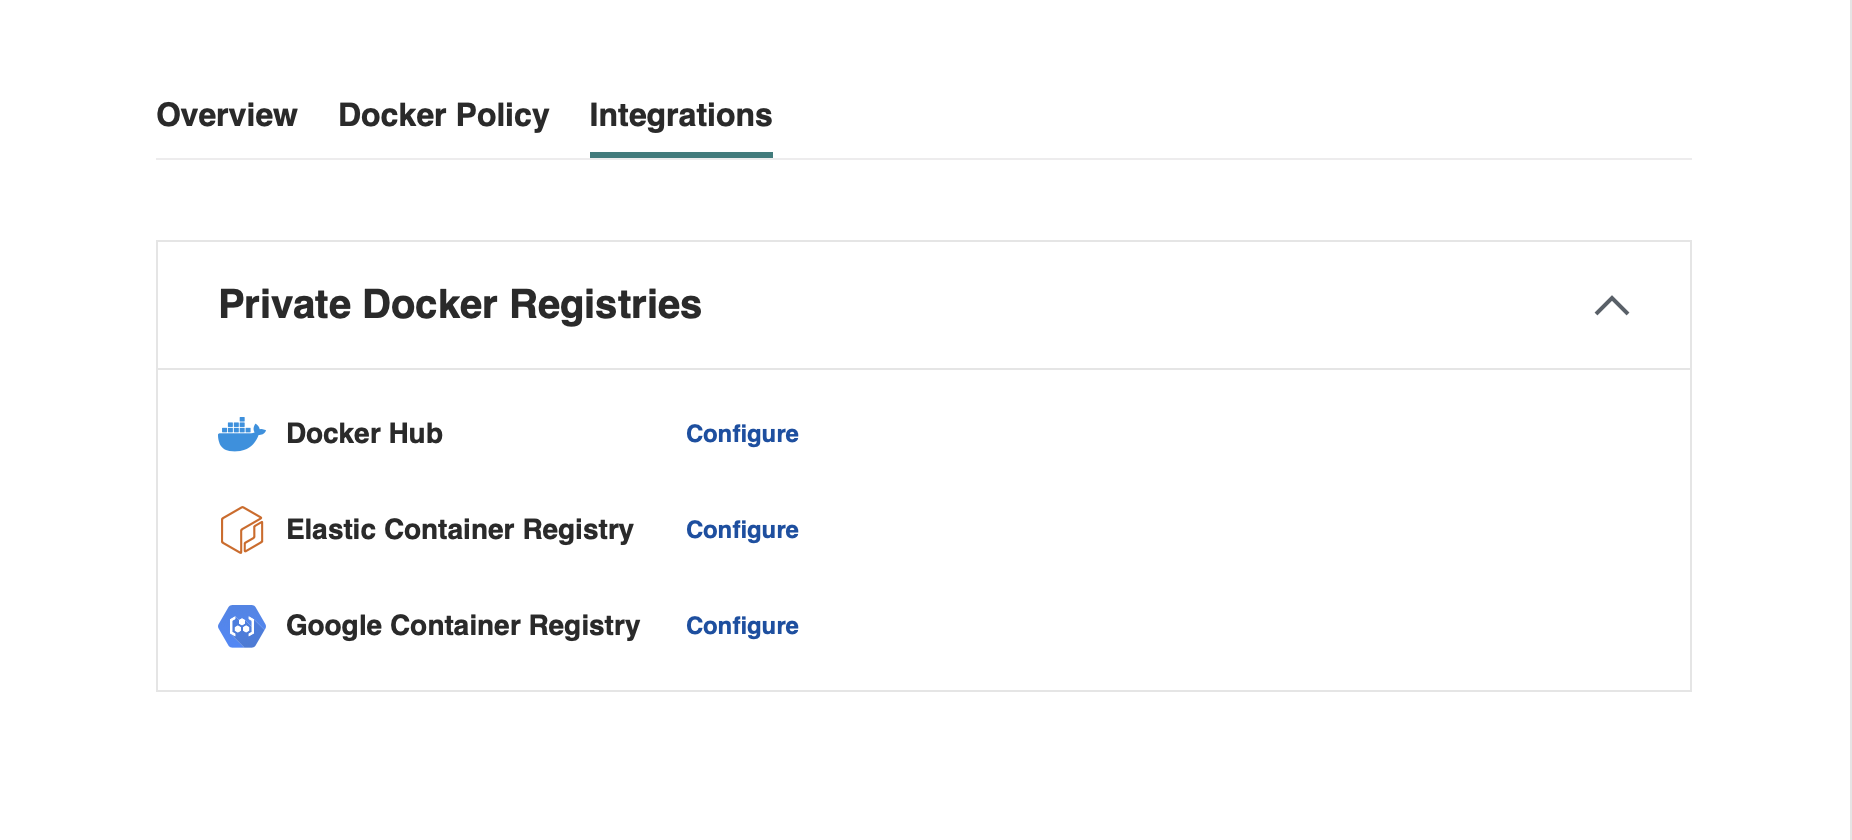 Overview Docker Policy Integrations
Private Docker Registries
Docker Hub Configure
Elastic Container Registry Configure
Google Container Registry Configure